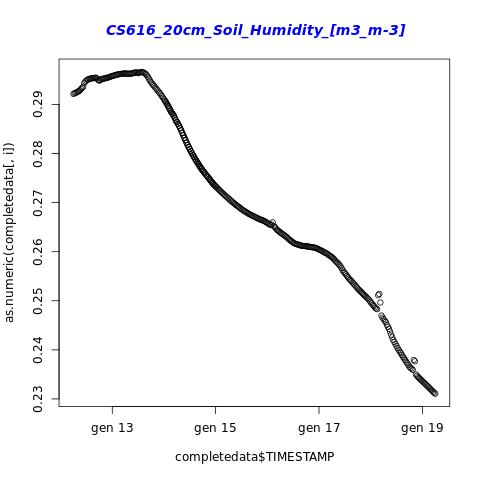 CS616_20cm_Soil_Humidity_[m3_m-3]
as.numeric(completedata[, i])
0.29
0.28
0.27
0.26
0.25
0.24
0.23
gen 13 gen 15 gen 17 gen 19
completedata$TIMESTAMP